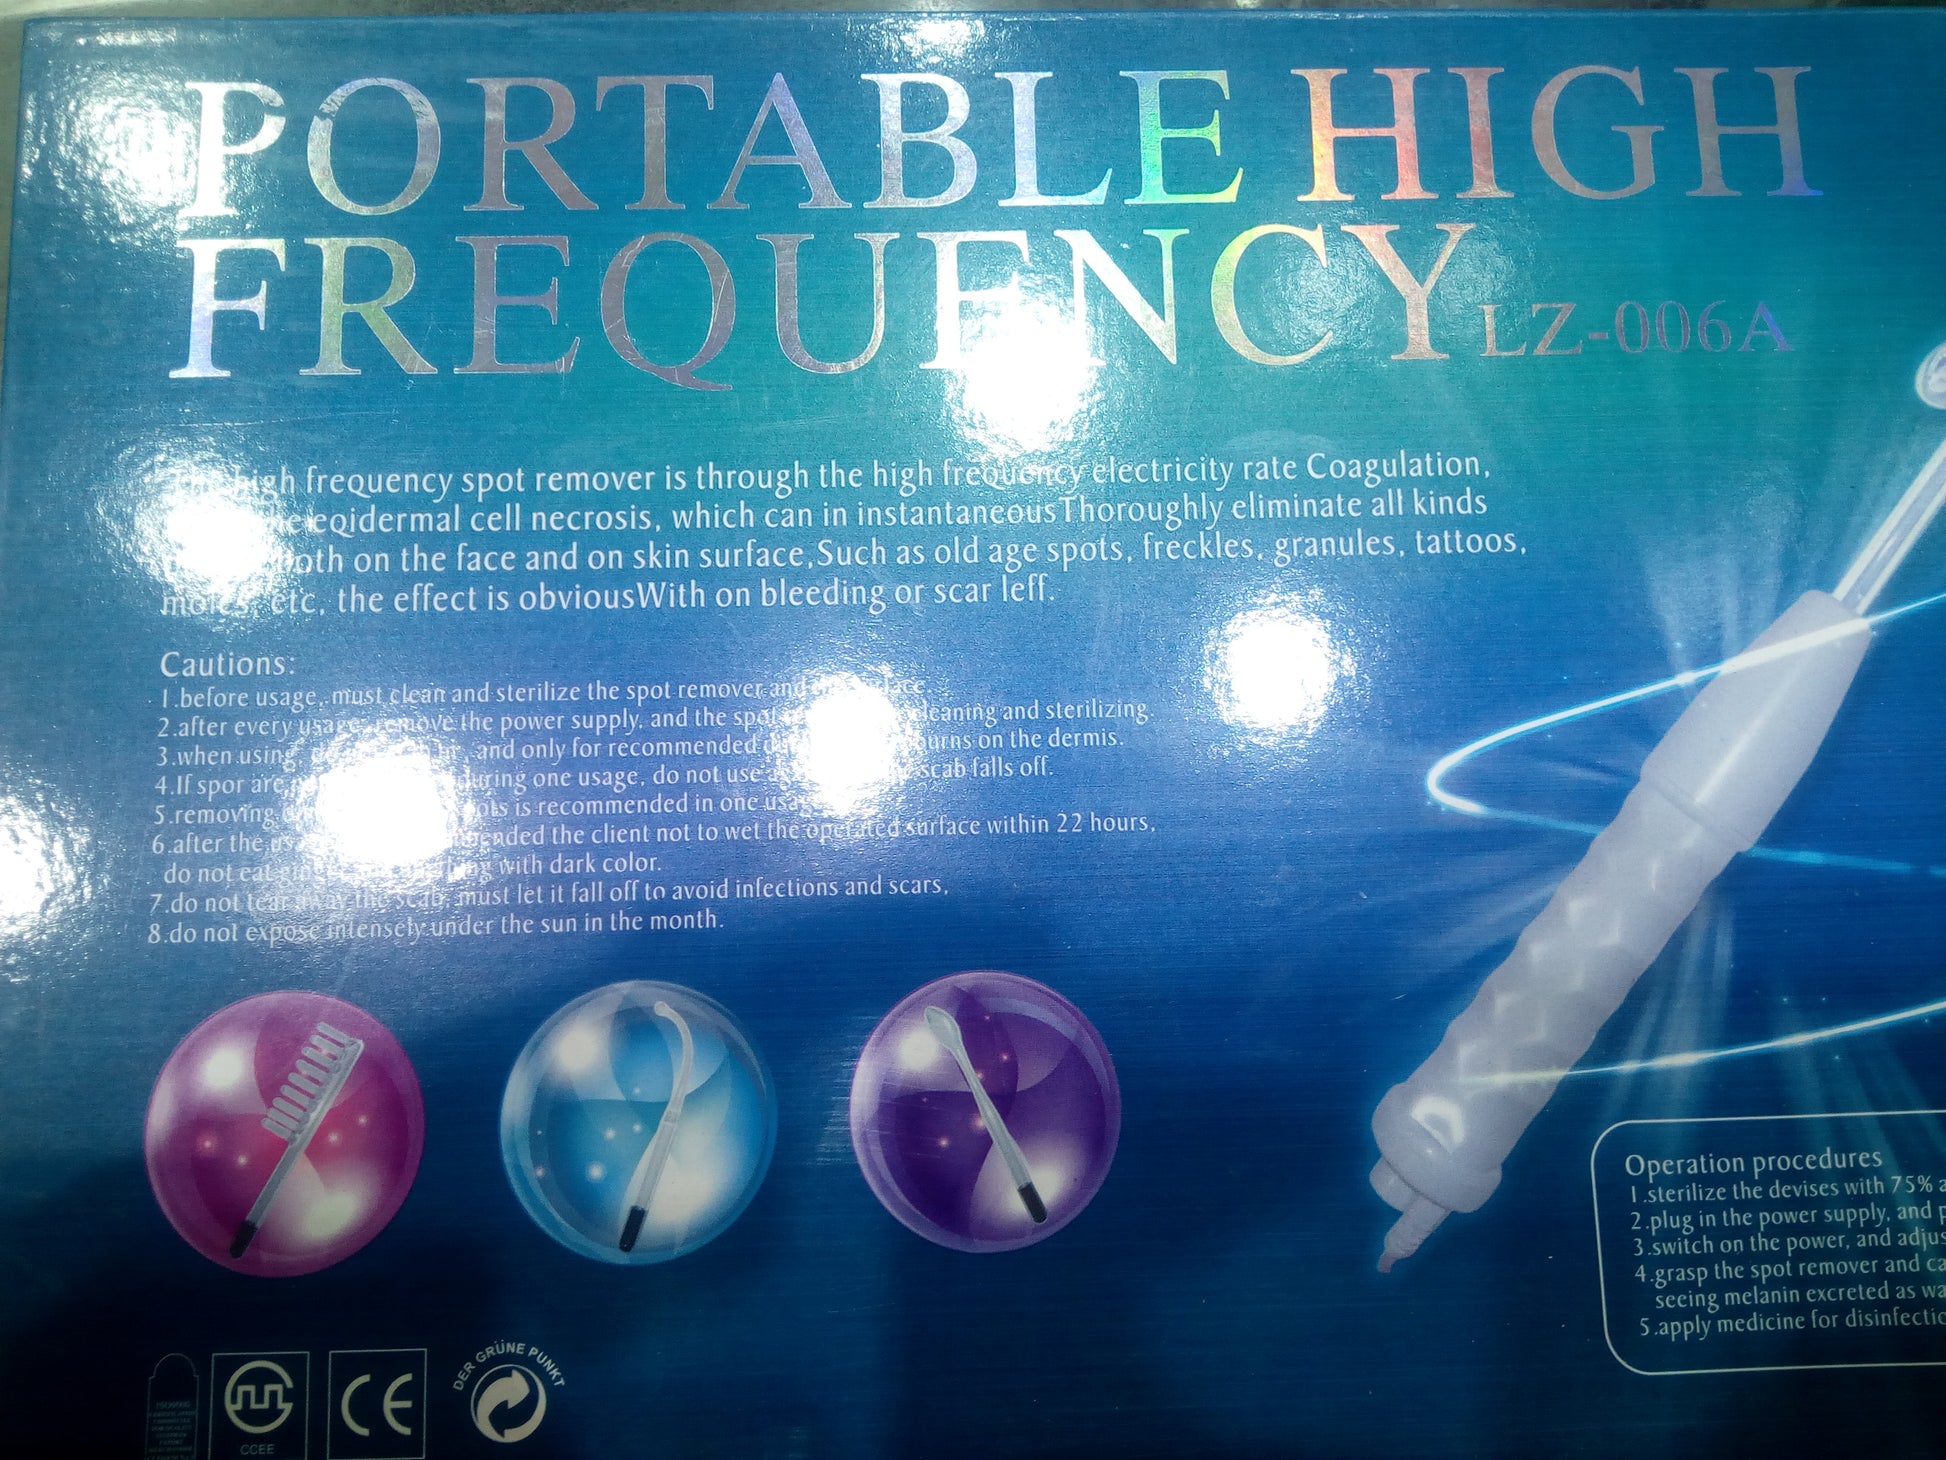 PORTABLE HIGH
FREQUENCY LZ-006A
high frequency spot remover is through the high frequency electricity rate Coagulation,
eqidermal cell necrosis, which can in instantaneousThoroughly eliminate all kinds
on the face and on skin surface,Such as old age spots, freckles, granules, tattoos,
moles, etc, the effect is obviousWith on bleeding or scar leff.
Cautions:
1.before usage, must clean and sterilize the spot remover and
2.after every usage, remove the power supply, and the cleaning and sterilizing.
3.when using, and only for recommended on the dermis.
4.If spor are during one usage, do not use scab falls off.
5.removing is recommended in one
6.after the the client not to wet the operated surface within 22 hours,
do not eat with dark color.
7.do not tear away the scab, must let it fall off to avoid infections and scars,
8.do not expose intensely under the sun in the month.
Operation procedures
1.sterilize the devises with 75%
2.plug in the power supply, and
3.switch on the power, and
4.grasp the spot remover and
seeing melanin excreted as
5.apply medicine for
DER GRÜNE PUNKT
ISO9000
CCEE
CE